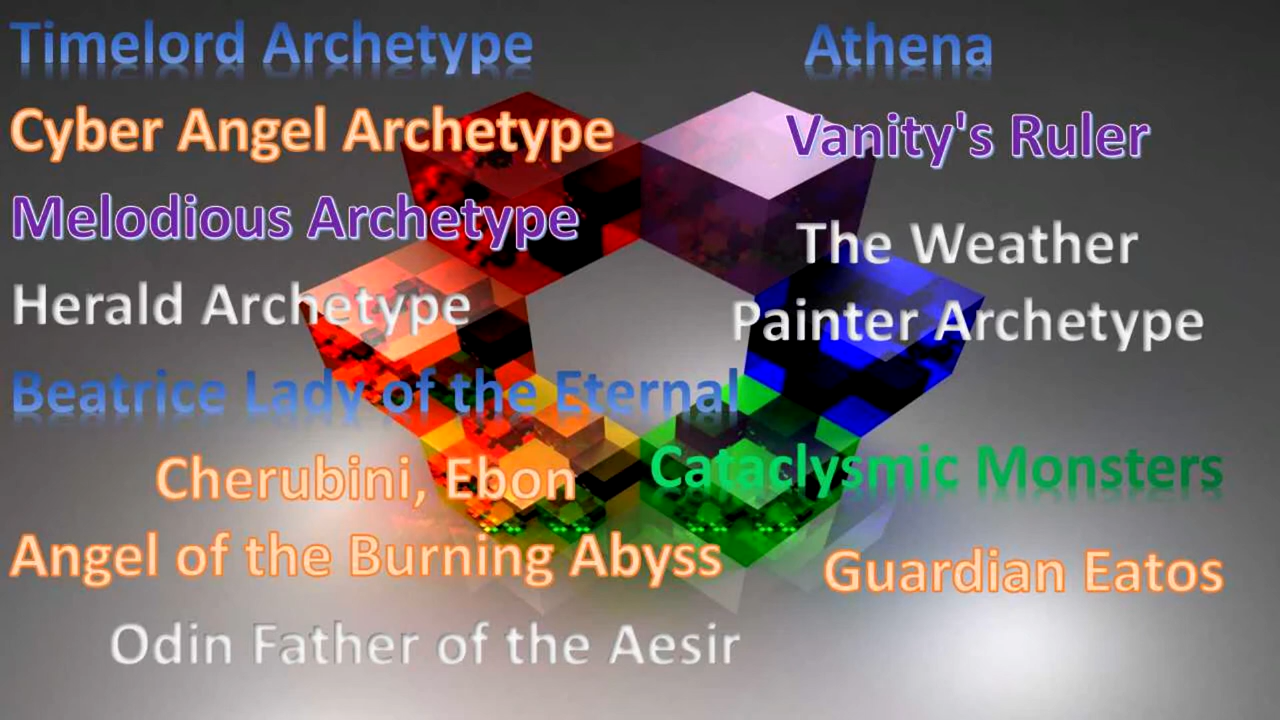 Timelord Archetype
Cyber Angel Archetype
Melodious Archetype
Herald Archetype
Beatrice Lady of the Eternal
Cherubini, Ebon
Angel of the Burning Abyss
Odin Father of the Aesir
Athena
Vanity's Ruler
The Weather
Painter Archetype
Cataclysmic Monsters
Guardian Eatos